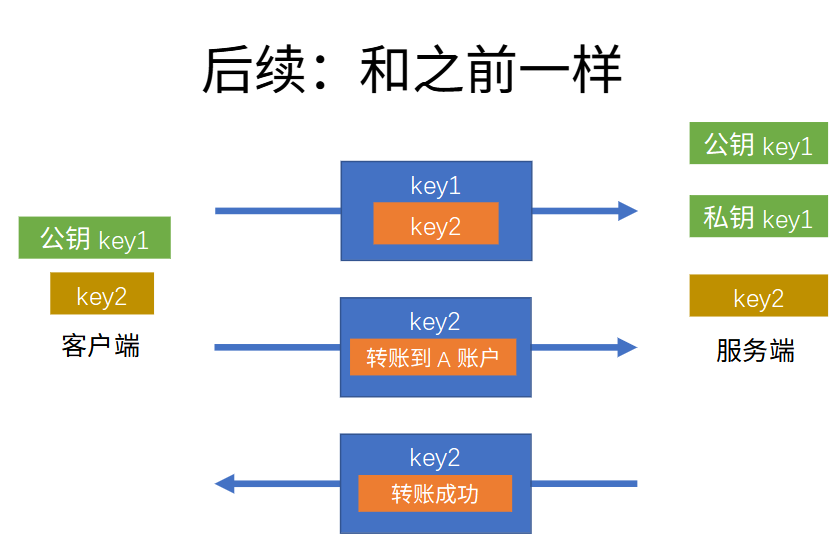 后续：和之前一样
公钥 key1
key2
客户端
key1
key2
key2
转账到 A 账户
key2
转账成功
公钥 key1
私钥 key1
key2
服务端